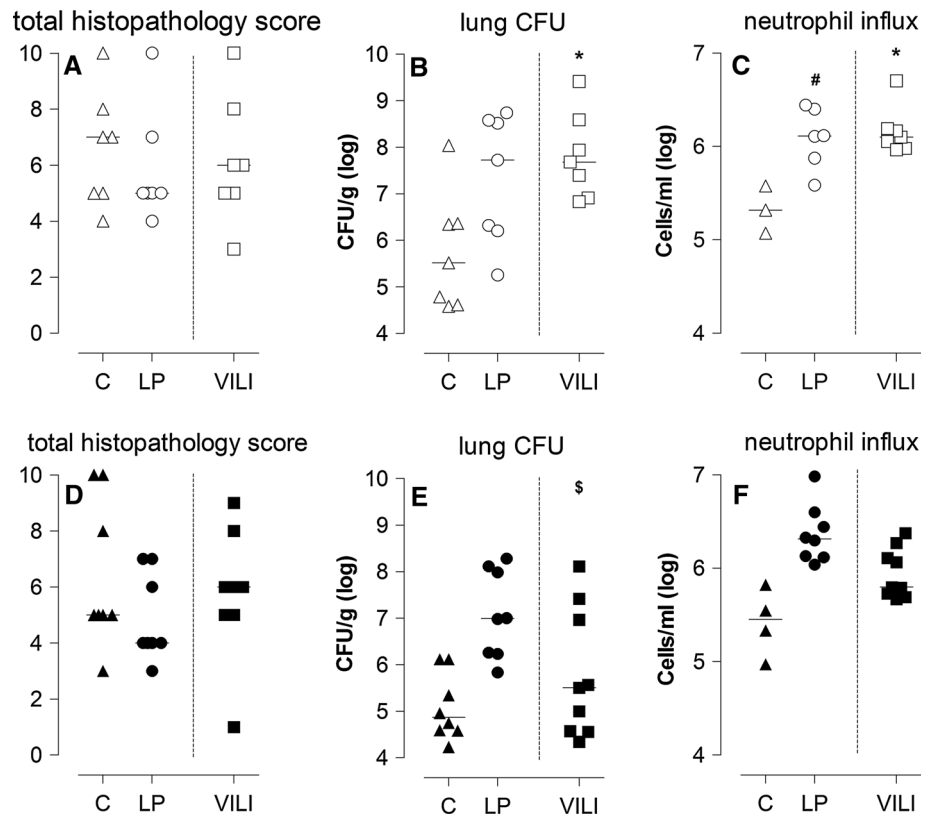 total histopathology score
lung CFU
neutrophil influx
A
10
8
6
4
2
0
C
LP
VILI
B
*
CFU/g (log)
10
9
8
7
6
5
4
C
LP
VILI
C
#
*
Cells/ml (log)
7
6
5
4
C
LP
VILI
total histopathology score
lung CFU
neutrophil influx
D
10
8
6
4
2
0
C
LP
VILI
E
$
CFU/g (log)
10
9
8
7
6
5
4
C
LP
VILI
F
Cells/ml (log)
7
6
5
4
C
LP
VILI